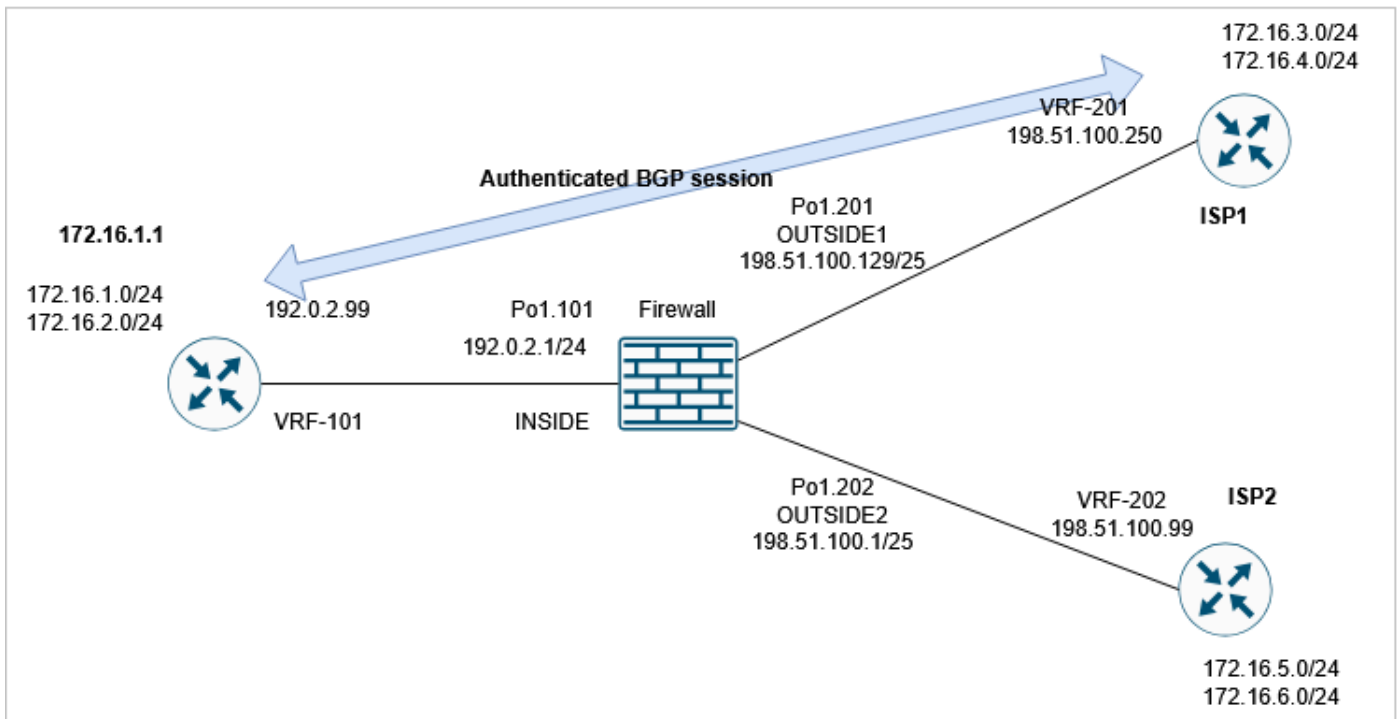 172.16.3.0/24
172.16.4.0/24
VRF-201
198.51.100.250
Authenticated BGP session
Po1.201
OUTSIDE1
198.51.100.129/25
ISP1
172.16.1.1
172.16.1.0/24
172.16.2.0/24
192.0.2.99
Po1.101
Firewall
192.0.2.1/24
VRF-101
INSIDE
Po1.202
OUTSIDE2
198.51.100.1/25
VRF-202
198.51.100.99
ISP2
172.16.5.0/24
172.16.6.0/24